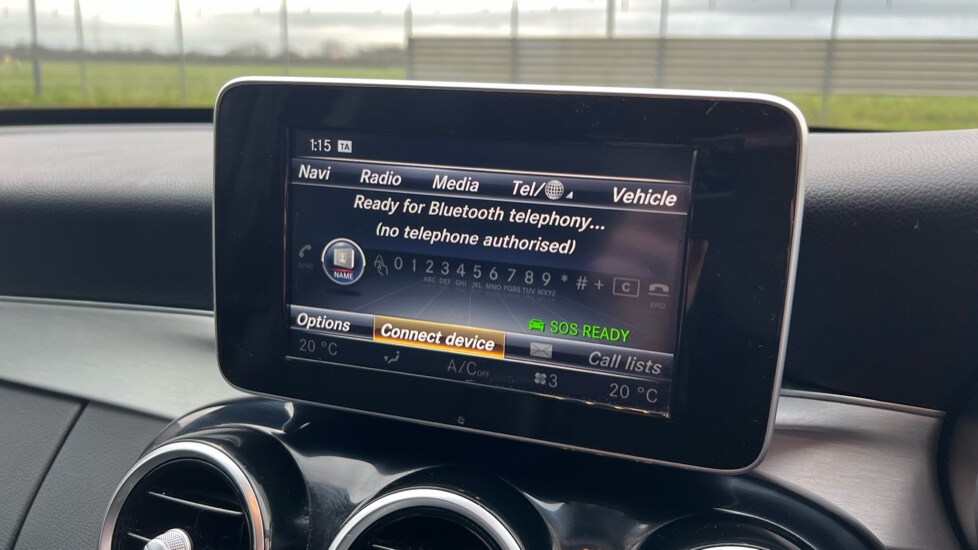 1:15 TA
Navi Radio Media Tel/ Vehicle
Ready for Bluetooth telephony...
(no telephone authorised)
NAME 0 1 2 3 4 5 6 7 8 9 * # + C
ABC DEF GHI JKL MNO PQRS TUV WXYZ
END
SOS READY
Options Connect device Call lists
20 °C A/C OFF 3 20 °C